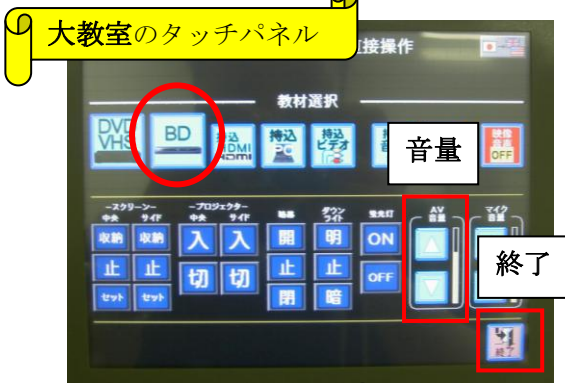 大教室のタッチパネル
接操作
教材選択
DVD
VHS
BD
持込
HDMI
持込
PC
持込
ビデオ
音量
映像
音声
OFF
-スクリーン-
中央 サイド
-プロジェクター-
中央 サイド
暗幕
ダウン
ライト
蛍光灯
AV
音量
マイク
音量
収納 収納 入 入 開 明 ON
止 止 切 切 止 止 OFF
セット セット 閉 暗
終了
終了